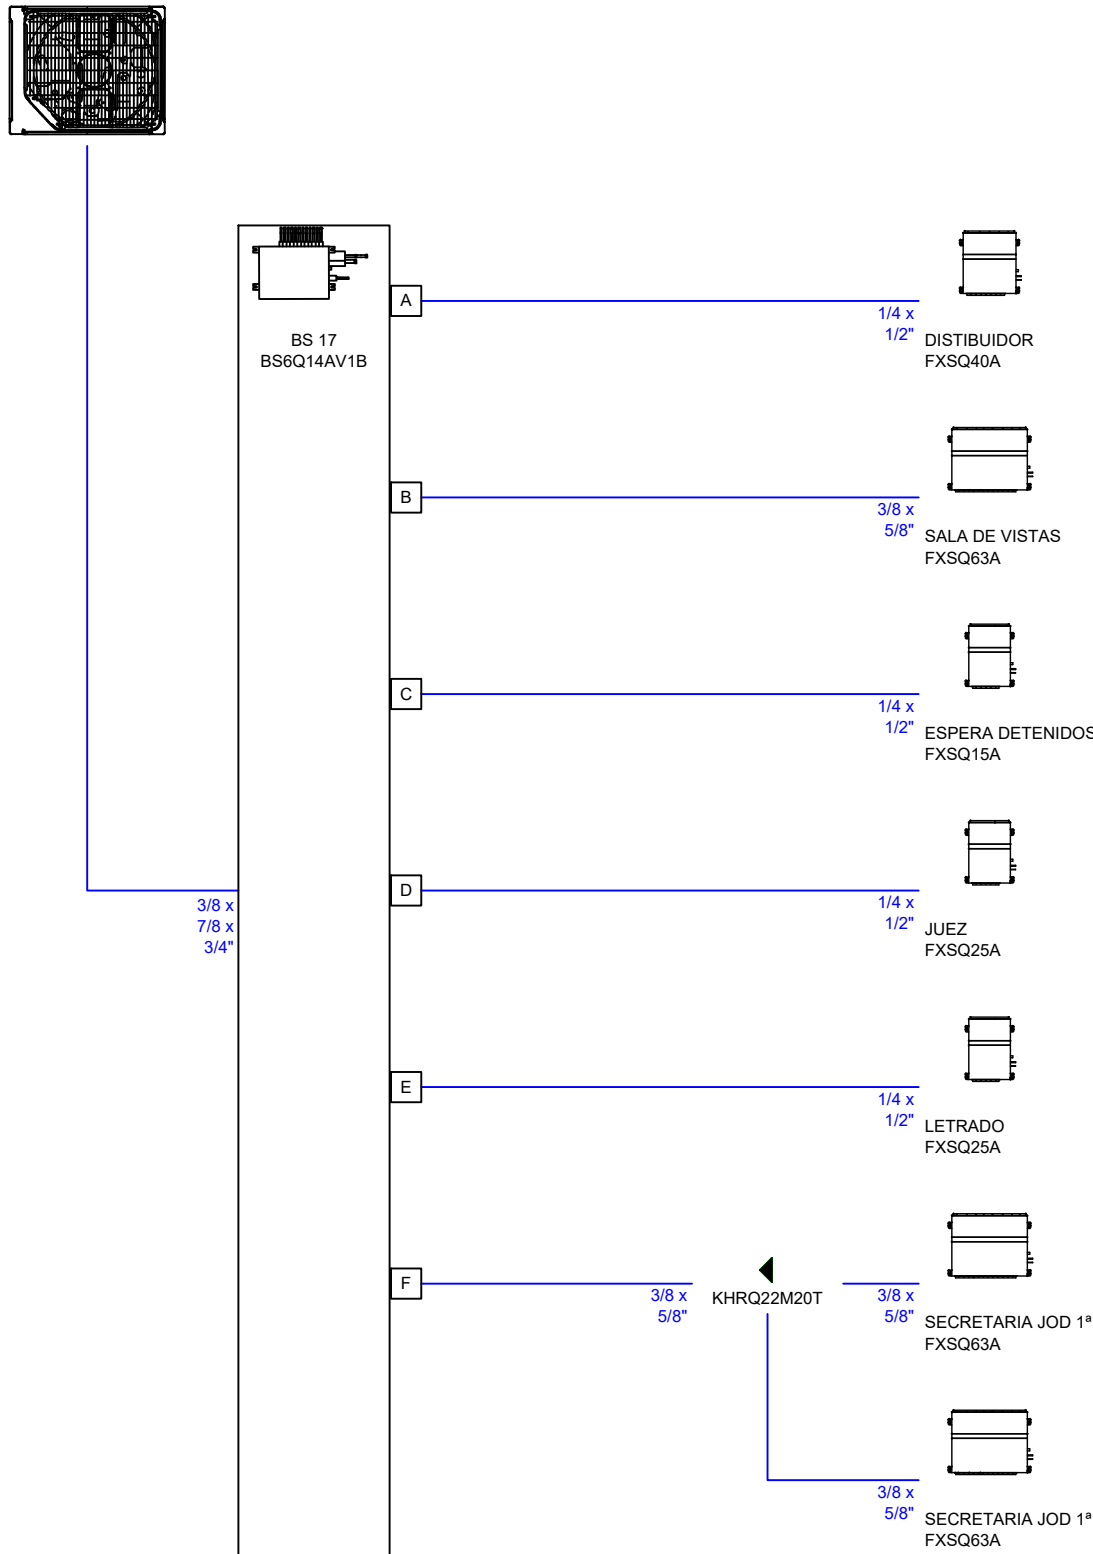 BS 17
BS6Q14AV1B
A
1/4 x
1/2"
DISTIBUIDOR
FXSQ40A
B
3/8 x
5/8"
SALA DE VISTAS
FXSQ63A
C
1/4 x
1/2"
ESPERA DETENIDOS
FXSQ15A
3/8 x
7/8 x
3/4"
D
1/4 x
1/2"
JUEZ
FXSQ25A
E
1/4 x
1/2"
LETRADO
FXSQ25A
F
3/8 x
5/8"
KHRQ22M20T
3/8 x
5/8"
SECRETARIA JOD 1ª
FXSQ63A
3/8 x
5/8"
SECRETARIA JOD 1ª
FXSQ63A